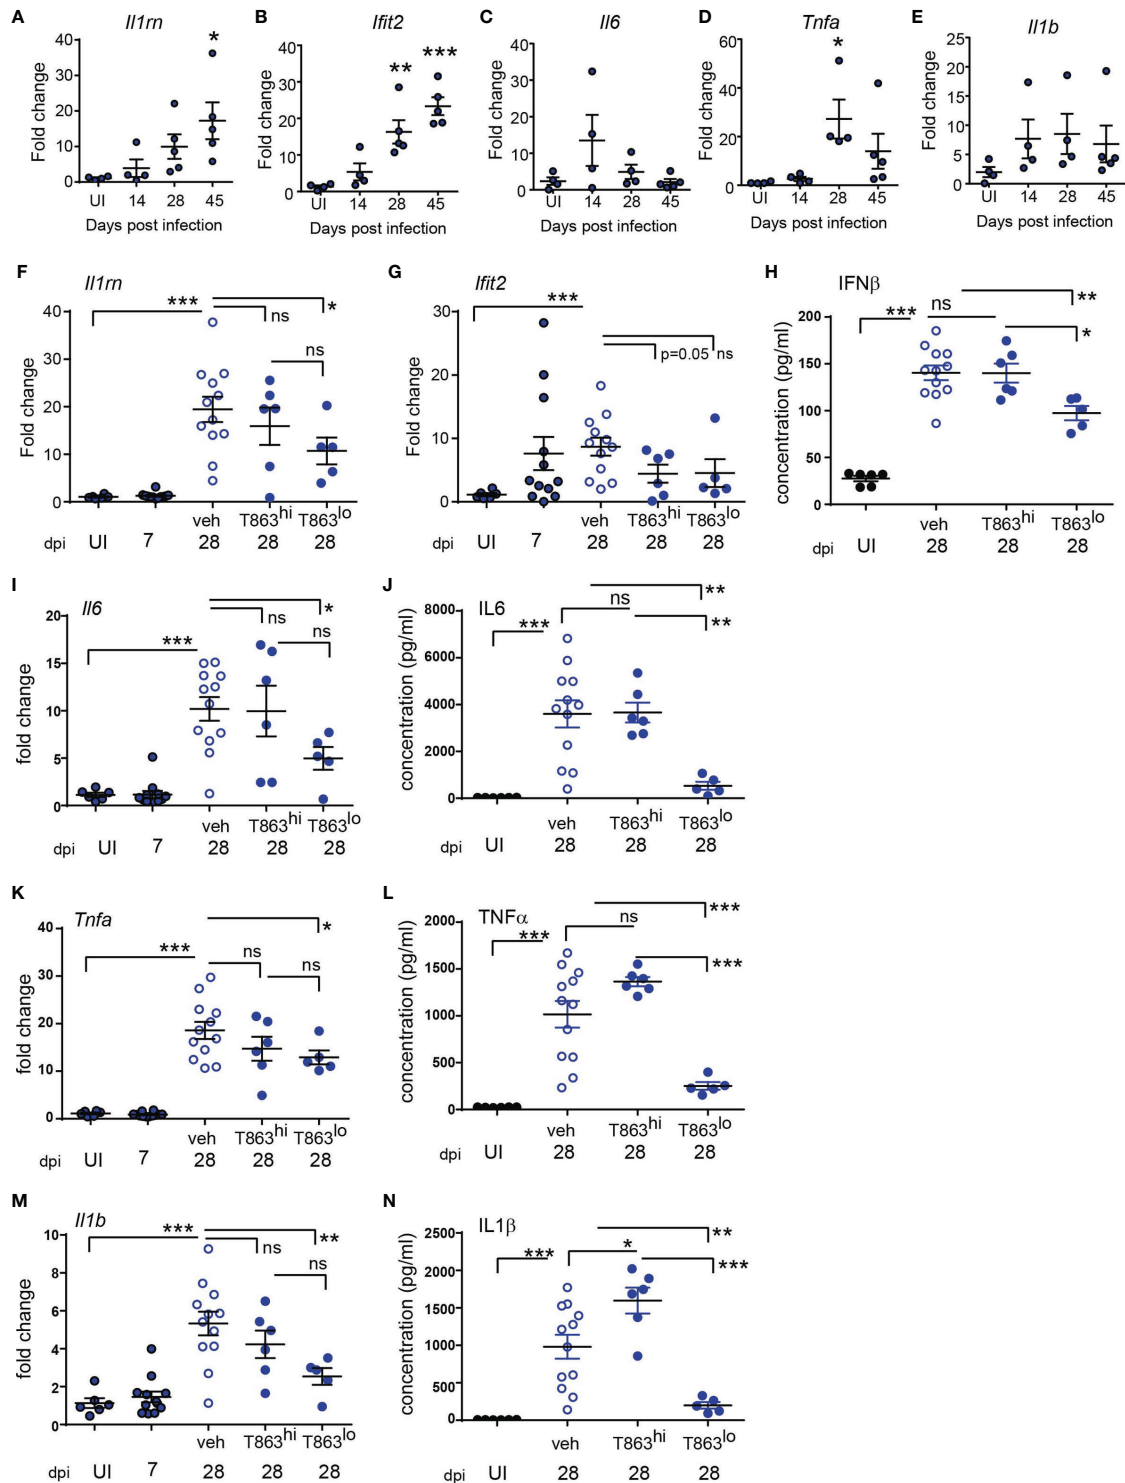 A Il1rn
Fold change
40
30
20
10
0
*
UI 14 28 45
Days post infection
B Ifit2
Fold change
40
30
20
10
0
** ***
UI 14 28 45
Days post infection
C Il6
Fold change
40
30
20
10
0
UI 14 28 45
Days post infection
D Tnfa
Fold change
60
40
20
0
*
UI 14 28 45
Days post infection
E Il1b
Fold change
20
15
10
5
0
UI 14 28 45
Days post infection
F Il1rn
Fold change
40
30
20
10
0
*** * ns ns
veh T863hi T863lo
dpi UI 7 28 28 28
G Ifit2
Fold change
30
20
10
0
*** p=0.05 ns
veh T863hi T863lo
dpi UI 7 28 28 28
H IFNβ
concentration (pg/ml)
200
150
100
50
0
*** ns ** *
veh T863hi T863lo
dpi UI 28 28 28
I Il6
fold change
20
15
10
5
0
*** * ns ns
veh T863hi T863lo
dpi UI 7 28 28 28
J IL6
concentration (pg/ml)
8000
6000
4000
2000
0
*** ns ** **
veh T863hi T863lo
dpi UI 28 28 28
K Tnfa
fold change
40
30
20
10
0
*** * ns ns
veh T863hi T863lo
dpi UI 7 28 28 28
L TNFα
concentration (pg/ml)
2000
1500
1000
500
0
*** ns *** ***
veh T863hi T863lo
dpi UI 28 28 28
M Il1b
fold change
10
8
6
4
2
0
*** ** ns ns
veh T863hi T863lo
dpi UI 7 28 28 28
N IL1β
concentration (pg/ml)
2500
2000
1500
1000
500
0
*** * ** ***
veh T863hi T863lo
dpi UI 28 28 28